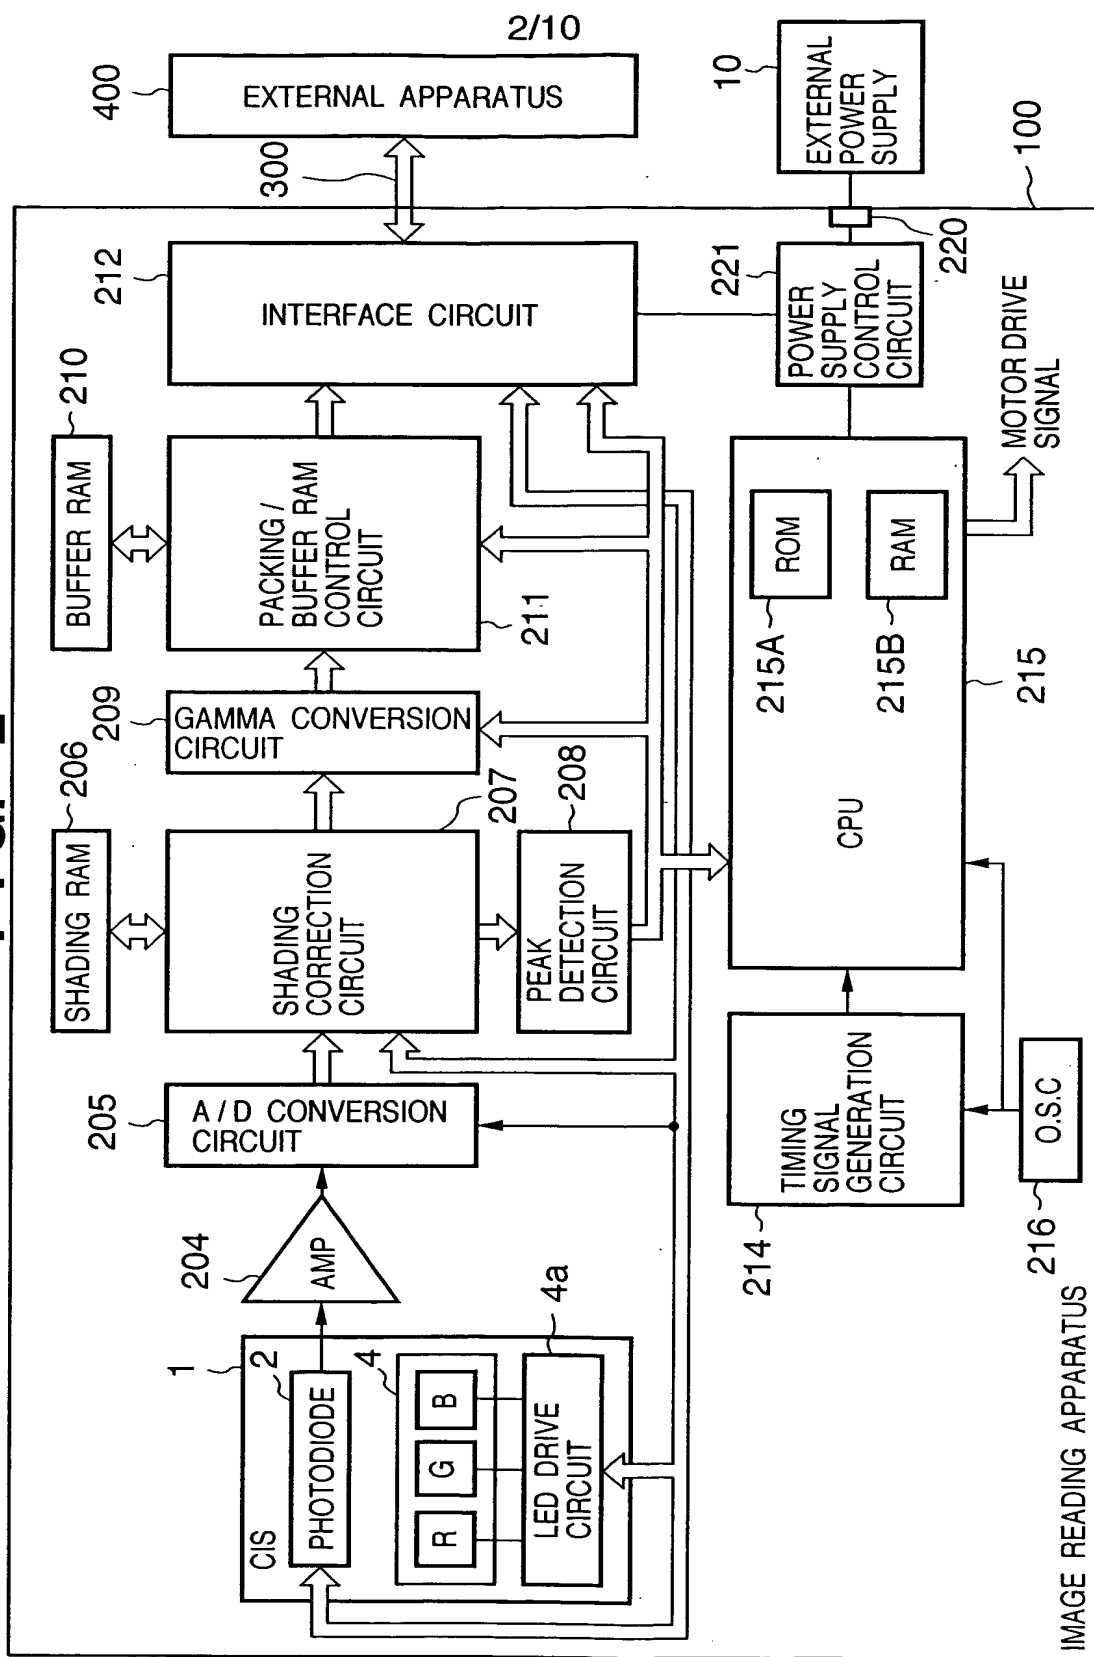 2/10
400
EXTERNAL APPARATUS
300
10
EXTERNAL
POWER
SUPPLY
100
212
INTERFACE CIRCUIT
221
POWER
SUPPLY
CONTROL
CIRCUIT
220
210
BUFFER RAM
PACKING /
BUFFER RAM
CONTROL
CIRCUIT
211
MOTOR DRIVE
SIGNAL
209
GAMMA CONVERSION
CIRCUIT
206
SHADING RAM
SHADING
CORRECTION
CIRCUIT
207
208
PEAK
DETECTION
CIRCUIT
ROM
215A
RAM
215B
215
CPU
205
A / D CONVERSION
CIRCUIT
204
AMP
TIMING
SIGNAL
GENERATION
CIRCUIT
214
O.S.C
216
1
CIS
2
PHOTODIODE
4
R
G
B
4a
LED DRIVE
CIRCUIT
IMAGE READING APPARATUS